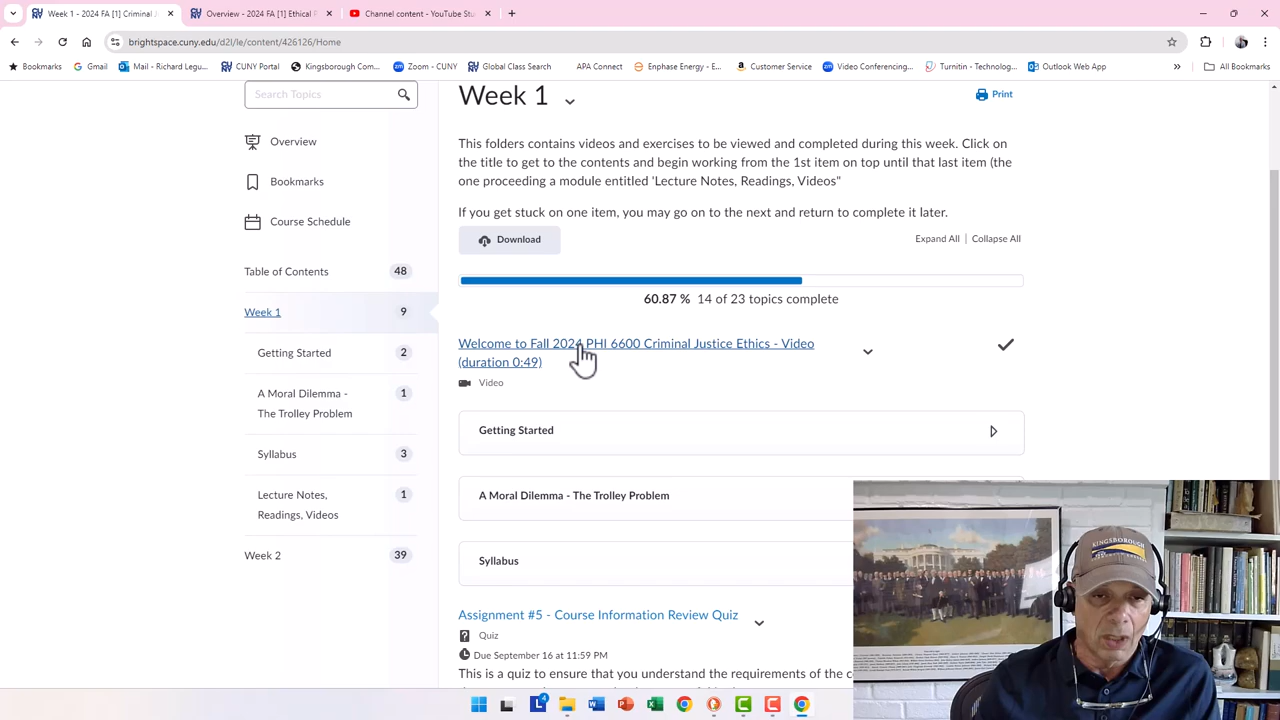 Week 1 - 2024 FA [1] Criminal J
Overview - 2024 FA [1] Ethical P
Channel content - YouTube Stu
brightspace.cuny.edu/d2l/le/content/426126/Home
Bookmarks
Gmail
Mail - Richard Legu...
CUNY Portal
Kingsborough Com...
Zoom - CUNY
Global Class Search
APA Connect
Enphase Energy - E...
Customer Service
Video Conferencing...
Turnitin - Technolog...
Outlook Web App
All Bookmarks
Search Topics
Week 1
Print
This folders contains videos and exercises to be viewed and completed during this week. Click on
the title to get to the contents and begin working from the 1st item on top until that last item (the
one proceeding a module entitled 'Lecture Notes, Readings, Videos"
If you get stuck on one item, you may go on to the next and return to complete it later.
Download
Expand All | Collapse All
60.87 % 14 of 23 topics complete
Overview
Bookmarks
Course Schedule
Table of Contents 48
Week 1 9
Getting Started 2
A Moral Dilemma -
The Trolley Problem 1
Syllabus 3
Lecture Notes,
Readings, Videos 1
Week 2 39
Welcome to Fall 2024 PHI 6600 Criminal Justice Ethics - Video
(duration 0:49)
Video
Getting Started
A Moral Dilemma - The Trolley Problem
Syllabus
Assignment #5 - Course Information Review Quiz
Quiz
Due September 16 at 11:59 PM
This is a quiz to ensure that you understand the requirements of the c
KINGSBOROUGH